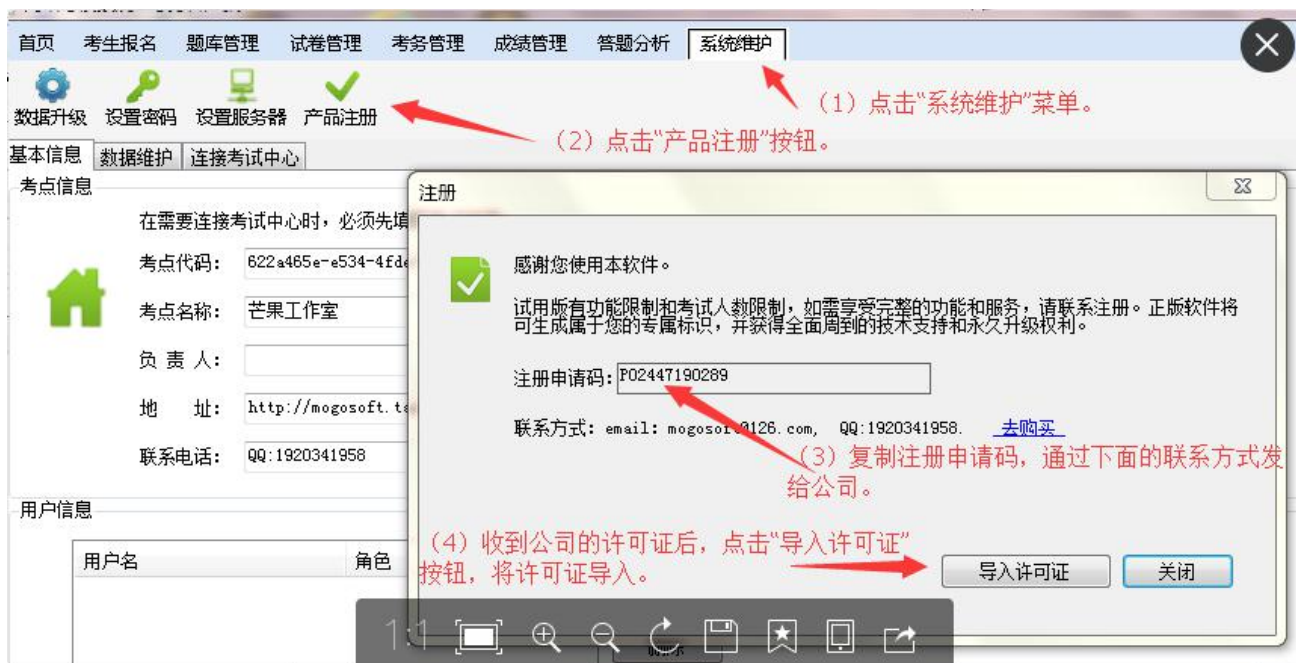 首页 考生报名 题库管理 试卷管理 考务管理 成绩管理 答题分析 系统维护
数据升级 设置密码 设置服务器 产品注册
(1) 点击“系统维护”菜单。
(2) 点击“产品注册”按钮。
基本信息 数据维护 连接考试中心
考点信息
在需要连接考试中心时，必须先填
考点代码： 622a465e-e534-4fde
考点名称： 芒果工作室
负 责 人：
地 址： http://mogosoft.ta
联系电话： QQ:1920341958
用户信息
用户名 角色
注册
感谢您使用本软件。
试用版有功能限制和考试人数限制，如需享受完整的功能和服务，请联系注册。正版软件将
可生成属于您的专属标识，并获得全面周到的技术支持和永久升级权利。
注册申请码： P02447190289
联系方式：email：mogosoft@126.com, QQ:1920341958. 去购买
(3) 复制注册申请码，通过下面的联系方式发
给公司。
(4) 收到公司的许可证后，点击“导入许可证”
按钮，将许可证导入。
导入许可证 关闭
1:1